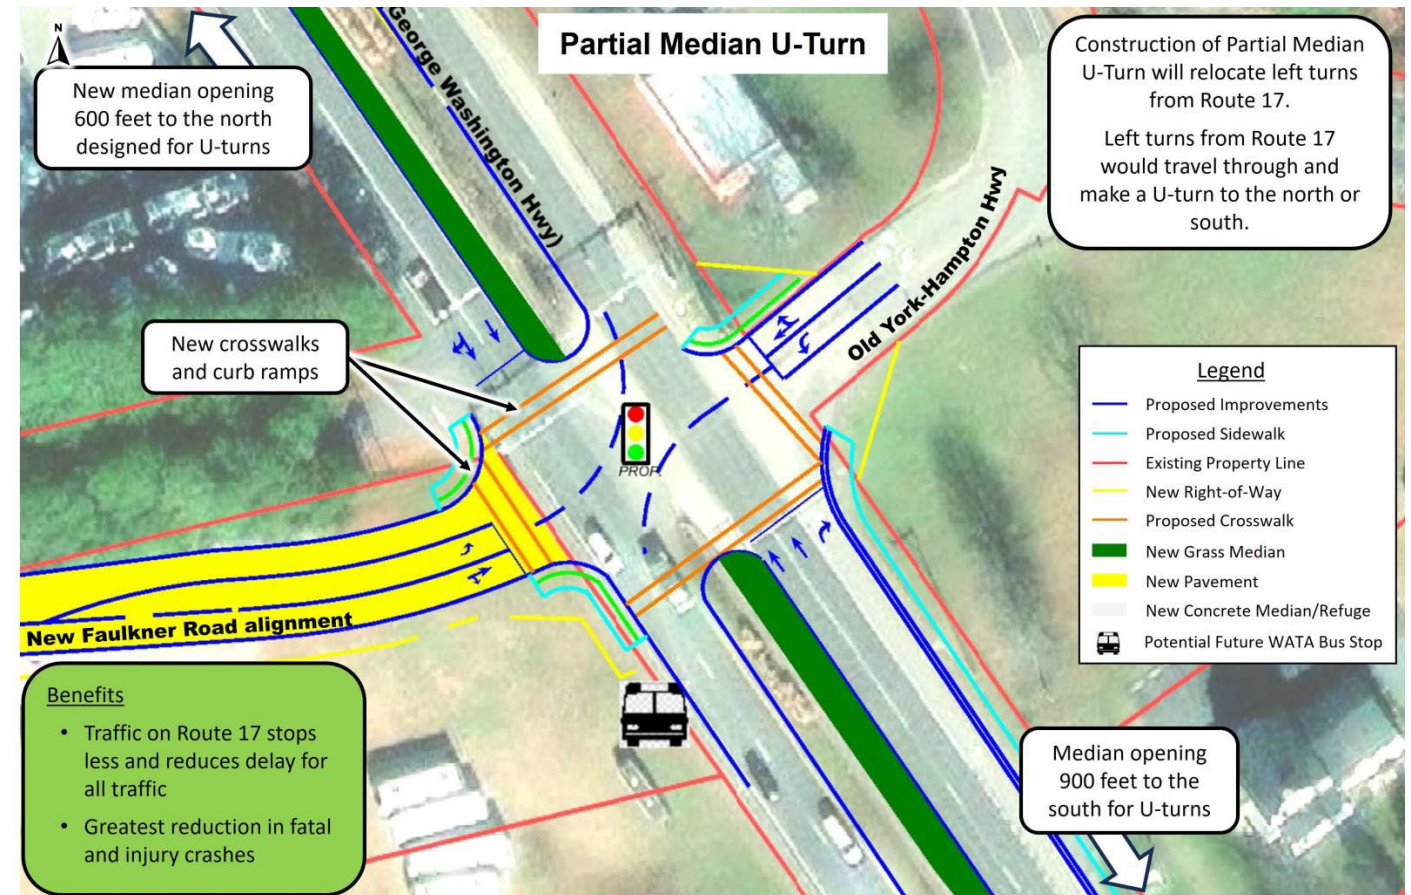 Partial Median U-Turn
N
New median opening
600 feet to the north
designed for U-turns
George Washington Hwy)
Construction of Partial Median
U-Turn will relocate left turns
from Route 17.
Left turns from Route 17
would travel through and
make a U-turn to the north or
south.
Old York-Hampton Hwy
New crosswalks
and curb ramps
PROP.
Legend
Proposed Improvements
Proposed Sidewalk
Existing Property Line
New Right-of-Way
Proposed Crosswalk
New Grass Median
New Pavement
New Concrete Median/Refuge
Potential Future WATA Bus Stop
New Faulkner Road alignment
Benefits
• Traffic on Route 17 stops
less and reduces delay for
all traffic
• Greatest reduction in fatal
and injury crashes
Median opening
900 feet to the
south for U-turns